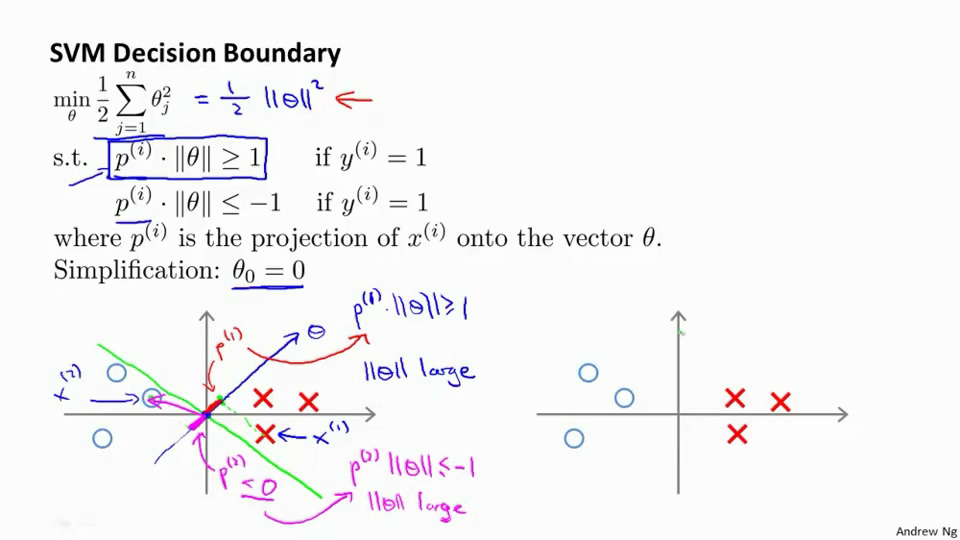 SVM Decision Boundary
min_θ 1/2 ∑_{j=1}^{n} θ_j^2 = 1/2 ||θ||^2 ←
s.t. p^(i) · ‖θ‖ ≥ 1 if y^(i) = 1
p^(i) · ‖θ‖ ≤ −1 if y^(i) = 1
where p^(i) is the projection of x^(i) onto the vector θ.
Simplification: θ_0 = 0
p^(1) · ||θ|| ≥ 1
θ
p^(1)
||θ|| large
x^(2)
x^(1)
p^(2) ||θ|| ≤ −1
p^(2) < 0
||θ|| large
Andrew Ng